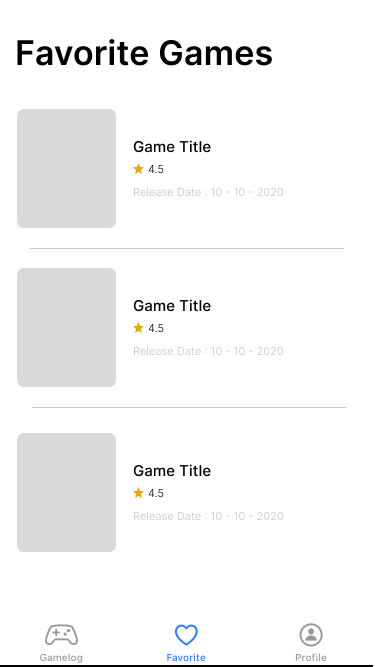 Favorite Games
Game Title
4.5
Release Date : 10 - 10 - 2020
Game Title
4.5
Release Date : 10 - 10 - 2020
Game Title
4.5
Release Date : 10 - 10 - 2020
Gamelog
Favorite
Profile